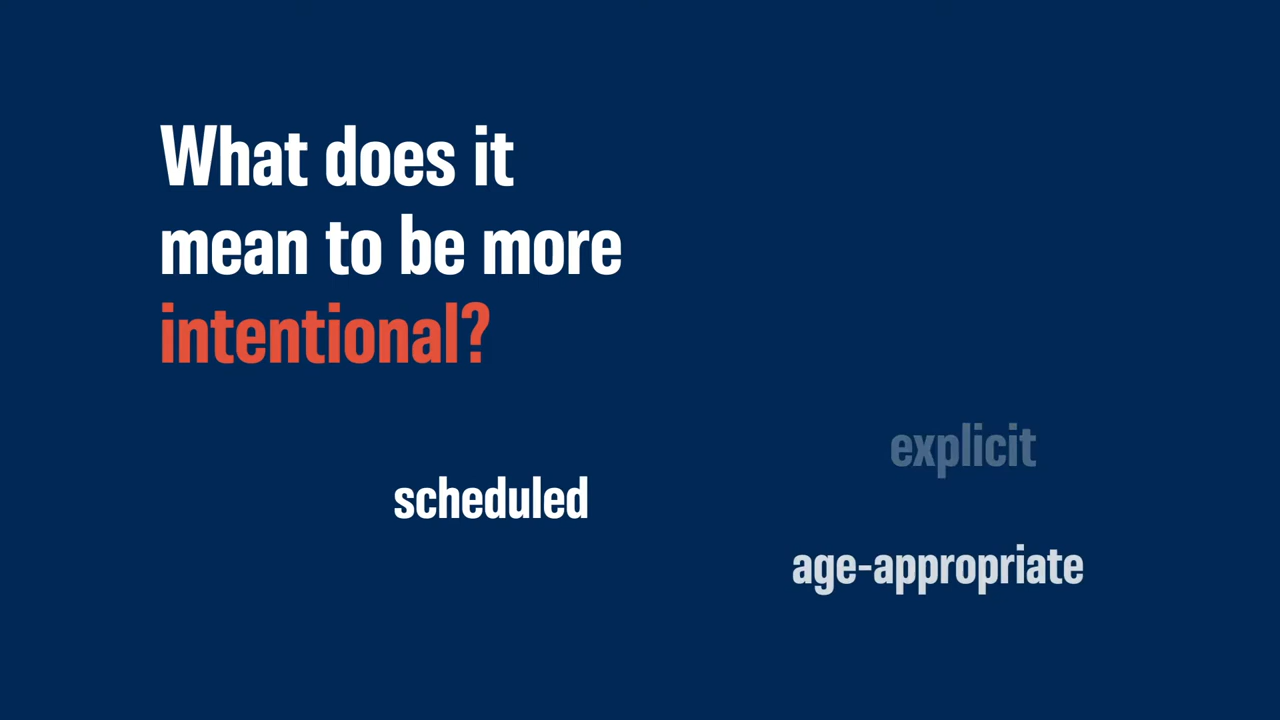 What does it
mean to be more
intentional?
explicit
scheduled
age-appropriate